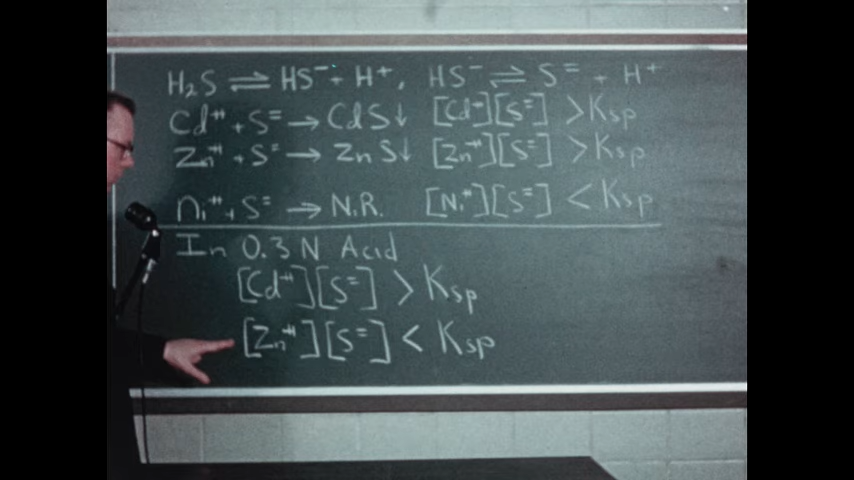 H₂S ⇌ HS⁻ + H⁺, HS⁻ ⇌ S⁼ + H⁺
Cd⁺⁺ + S⁼ → CdS↓ [Cd⁺⁺][S⁼] > Ksp
Zn⁺⁺ + S⁼ → ZnS↓ [Zn⁺⁺][S⁼] > Ksp
Ni⁺⁺ + S⁼ → N.R. [Ni⁺⁺][S⁼] < Ksp
In 0.3 N Acid
[Cd⁺⁺][S⁼] > Ksp
[Zn⁺⁺][S⁼] < Ksp